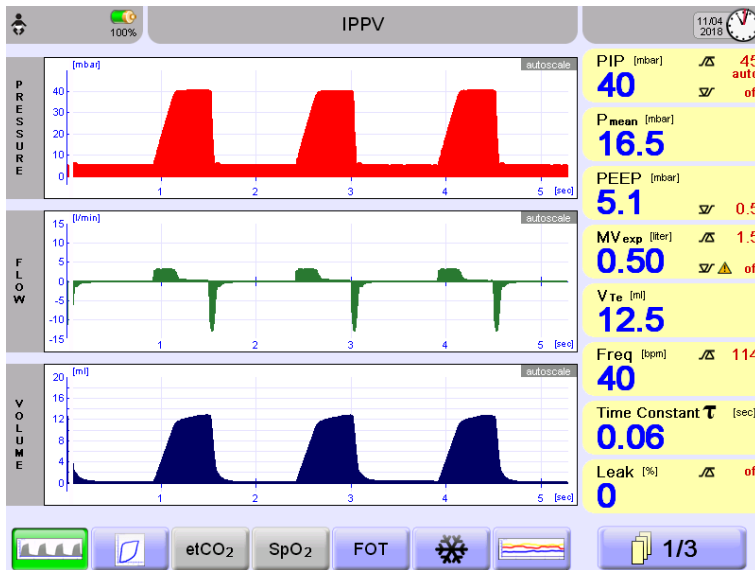 100%
IPPV
11/04
2018
PRESSURE
[mbar]
autoscale
40
30
20
10
0
1 2 3 4 5 [sec]
FLOW
[l/min]
autoscale
15
10
5
0
-5
-10
-15
1 2 3 4 5 [sec]
VOLUME
[ml]
autoscale
20
16
12
8
4
0
1 2 3 4 5 [sec]
PIP [mbar] 45
auto
40 of
Pmean [mbar]
16.5
PEEP [mbar]
5.1 0.5
MVexp [liter] 1.5
0.50 of
VTe [ml]
12.5
Freq [bpm] 114
40
Time Constant τ [sec]
0.06
Leak [%] of
0
etCO2
SpO2
FOT
1/3